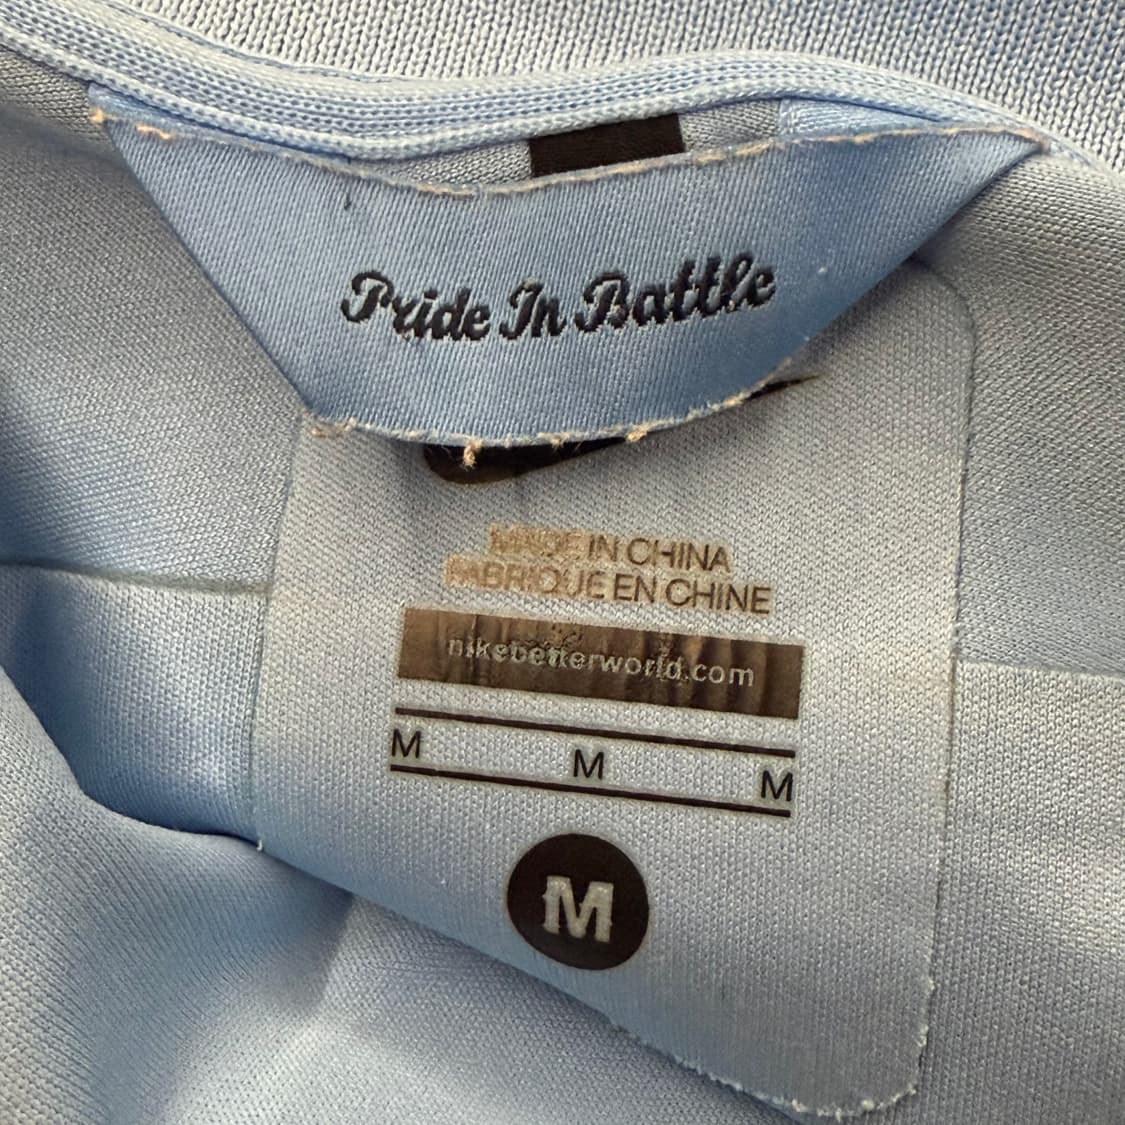 Pride In Battle
MADE IN CHINA
FABRIQUE EN CHINE
nikebetterworld.com
M
M
M
M